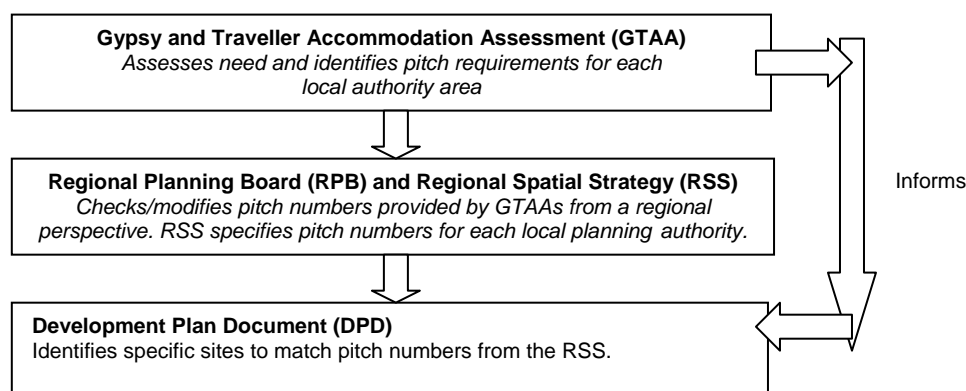 Gypsy and Traveller Accommodation Assessment (GTAA)
Assesses need and identifies pitch requirements for each
local authority area
Regional Planning Board (RPB) and Regional Spatial Strategy (RSS)
Checks/modifies pitch numbers provided by GTAAs from a regional
perspective. RSS specifies pitch numbers for each local planning authority.
Informs
Development Plan Document (DPD)
Identifies specific sites to match pitch numbers from the RSS.